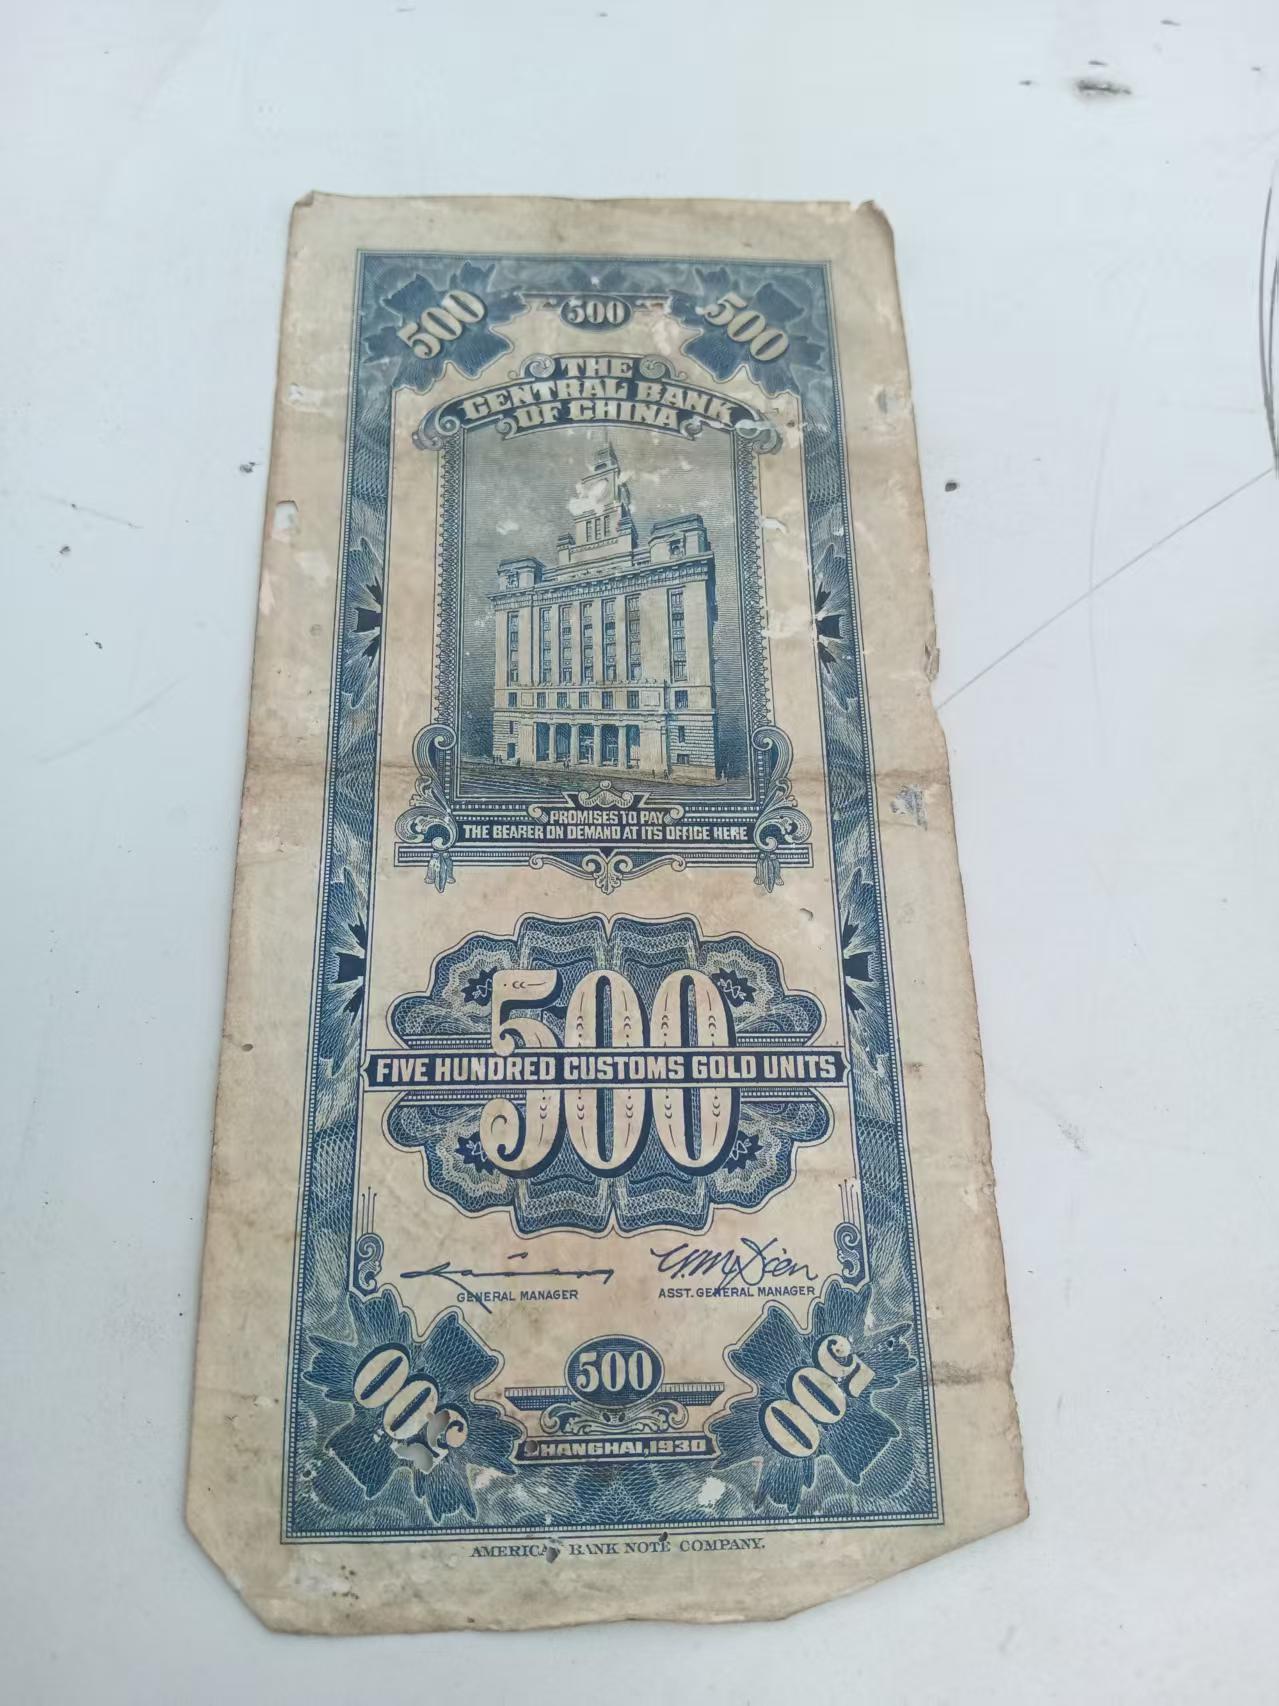 500 500 500
THE
CENTRAL BANK
OF CHINA
PROMISES TO PAY
THE BEARER ON DEMAND AT ITS OFFICE HERE
500
FIVE HUNDRED CUSTOMS GOLD UNITS
GENERAL MANAGER ASST. GENERAL MANAGER
500 500 500
SHANGHAI, 1930
AMERICAN BANK NOTE COMPANY.